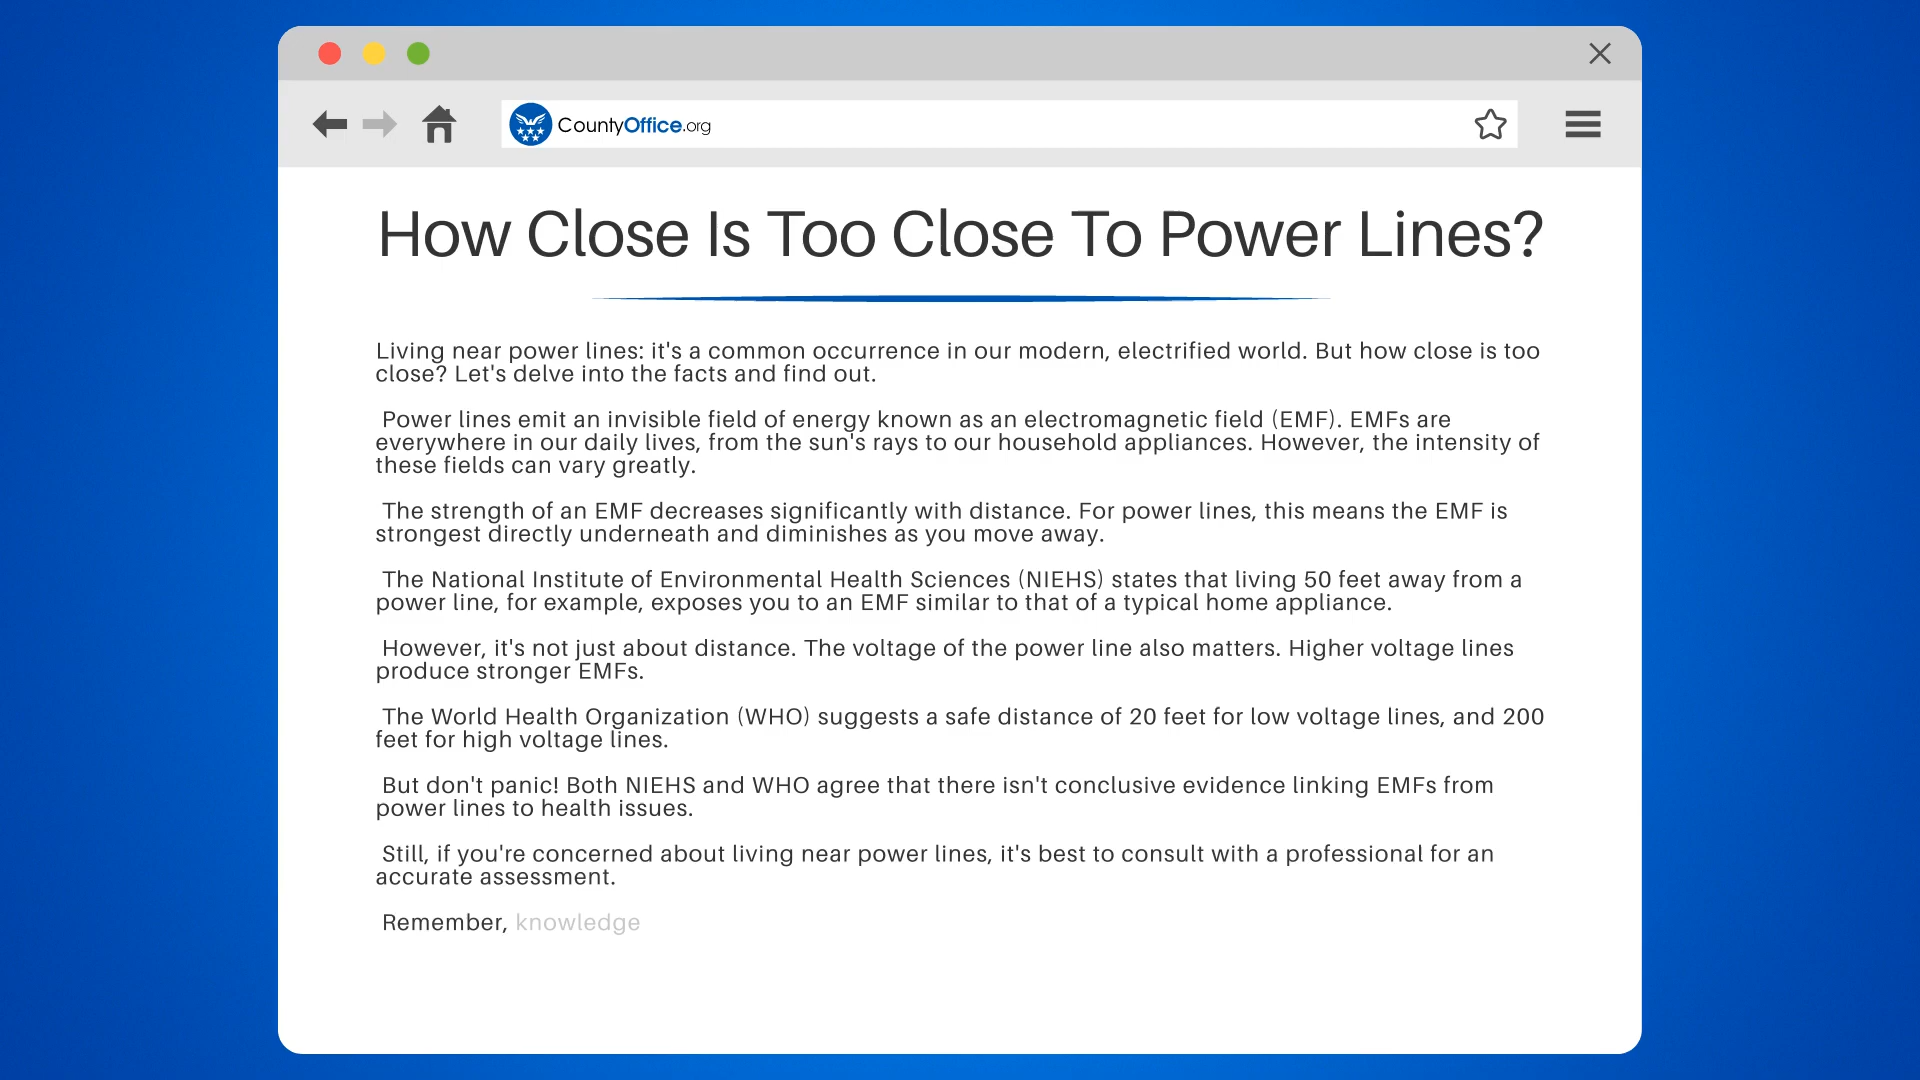 CountyOffice.org
How Close Is Too Close To Power Lines?
Living near power lines: it's a common occurrence in our modern, electrified world. But how close is too
close? Let's delve into the facts and find out.
Power lines emit an invisible field of energy known as an electromagnetic field (EMF). EMFs are
everywhere in our daily lives, from the sun's rays to our household appliances. However, the intensity of
these fields can vary greatly.
The strength of an EMF decreases significantly with distance. For power lines, this means the EMF is
strongest directly underneath and diminishes as you move away.
The National Institute of Environmental Health Sciences (NIEHS) states that living 50 feet away from a
power line, for example, exposes you to an EMF similar to that of a typical home appliance.
However, it's not just about distance. The voltage of the power line also matters. Higher voltage lines
produce stronger EMFs.
The World Health Organization (WHO) suggests a safe distance of 20 feet for low voltage lines, and 200
feet for high voltage lines.
But don't panic! Both NIEHS and WHO agree that there isn't conclusive evidence linking EMFs from
power lines to health issues.
Still, if you're concerned about living near power lines, it's best to consult with a professional for an
accurate assessment.
Remember, knowledge